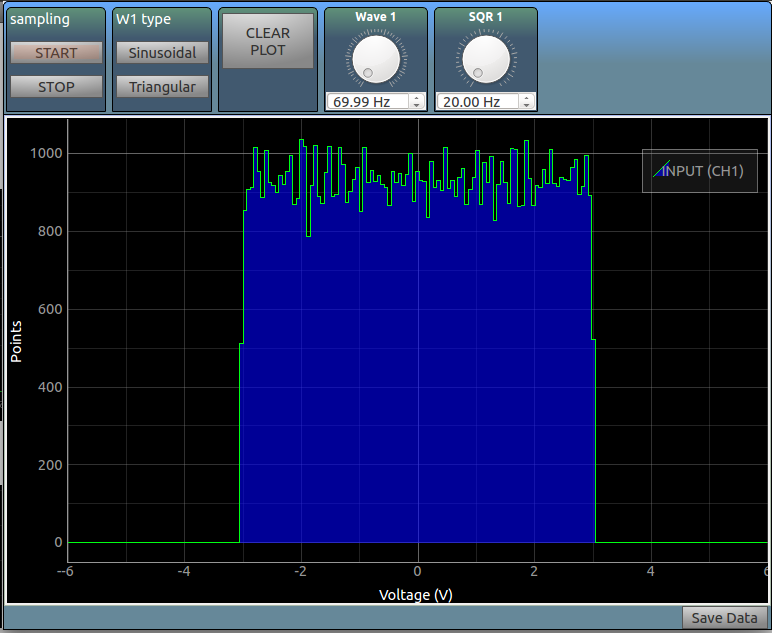 sampling
START
STOP
W1 type
Sinusoidal
Triangular
CLEAR
PLOT
Wave 1
69.99 Hz
SQR 1
20.00 Hz
INPUT (CH1)
1000
800
600
400
200
0
Points
--6
-4
-2
0
2
4
6
Voltage (V)
Save Data